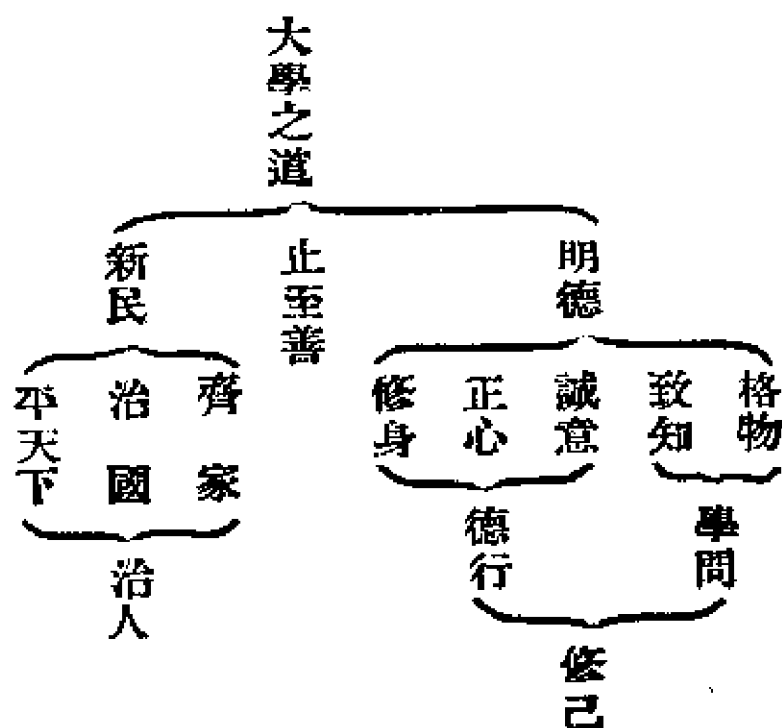 大學之道
明德
止至善
新民
格物
致知
誠意
正心
修身
齊家
治國
平天下
學問
德行
治人
修己